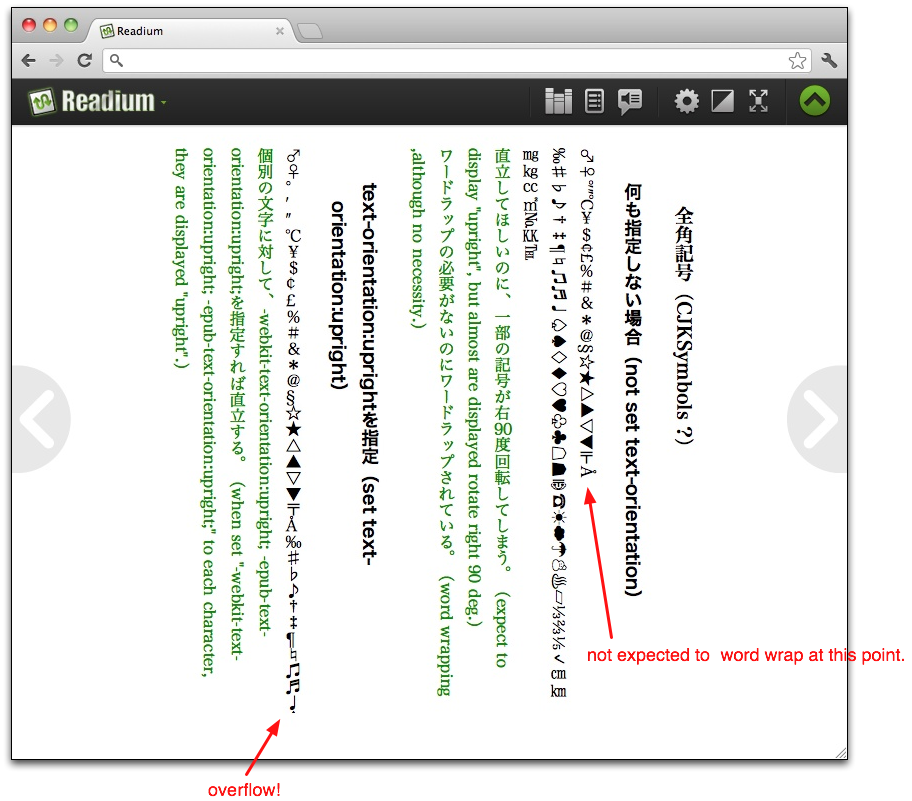 Readium
Readium
全角記号（CJKSymbols ?）
何も指定しない場合（not set text-orientation）
♂♀°′″℃¥$¢£%#&*@§☆★△▲▽▼〒Å
‰♯♭♪†‡¶♮♫♬♩♤♠♢♦♡♥♧♣☖☗☎☀☁☂☃♨▱⅓⅔⅕✓㎝㎞
㎎㎏㏄㎡№㏍℡
直立してほしいのに、一部の記号が右90度回転してしまう。（expect to
display "upright", but almost are displayed rotate right 90 deg.)
ワードラップの必要がないのにワードラップされている。（word wrapping
,although no necessity.)
text-orientation:uprightを指定（set text-
orientation:upright）
♂♀°′″℃¥$¢£%#&*@§☆★△▲▽▼〒Å‰♯♭♪†‡¶♮♫♬♩
個別の文字に対して、-webkit-text-orientation:upright; -epub-text-
orientation:upright;を指定すれば直立する。（when set "-webkit-text-
orientation:upright; -epub-text-orientation:upright;" to each character,
they are displayed "upright".)
not expected to word wrap at this point.
overflow!